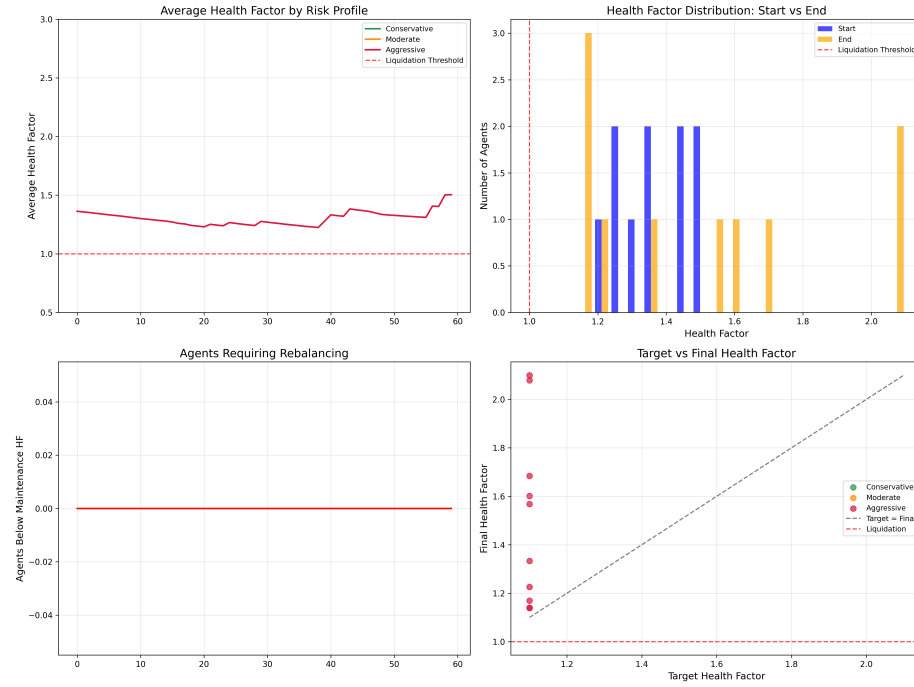 Average Health Factor by Risk Profile
Average Health Factor
3.0
2.5
2.0
1.5
1.0
0.5
0
10
20
30
40
50
60
Conservative
Moderate
Aggressive
Liquidation Threshold
Health Factor Distribution: Start vs End
Number of Agents
3.0
2.5
2.0
1.5
1.0
0.5
0.0
1.0
1.2
1.4
1.6
1.8
2.0
Health Factor
Start
End
Liquidation Threshold
Agents Requiring Rebalancing
Agents Below Maintenance HF
0.04
0.02
0.00
−0.02
−0.04
0
10
20
30
40
50
60
Target vs Final Health Factor
Final Health Factor
2.0
1.8
1.6
1.4
1.2
1.0
1.2
1.4
1.6
1.8
2.0
Target Health Factor
Conservative
Moderate
Aggressive
Target = Final
Liquidation